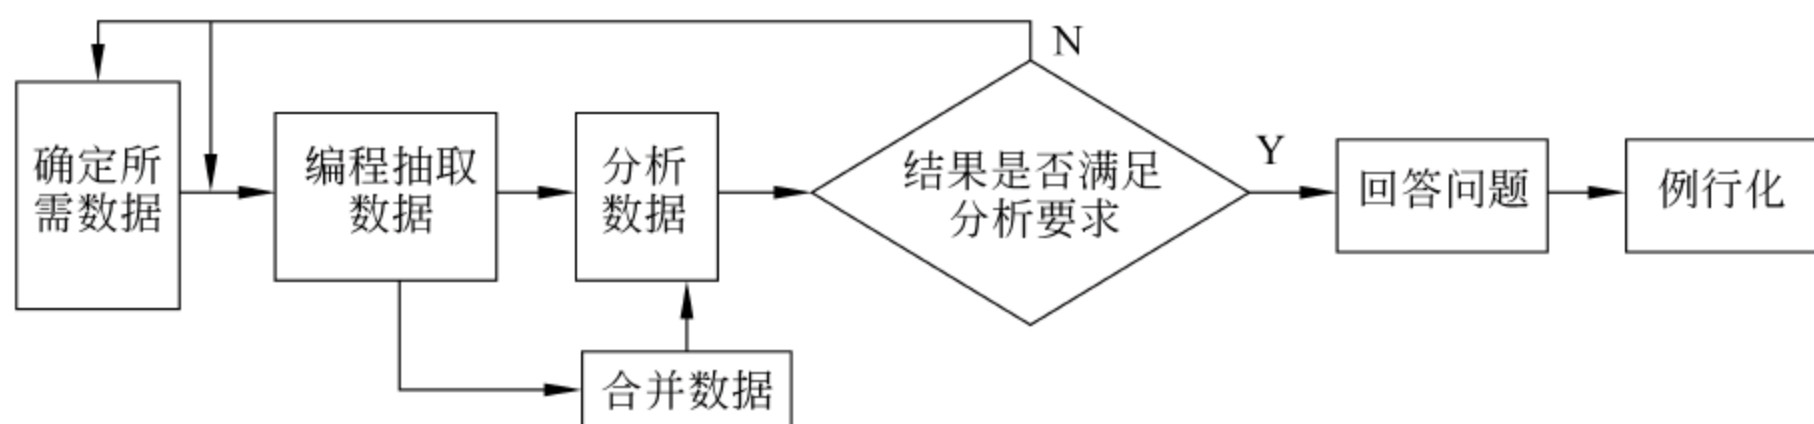 N
确定所
需数据
编程抽取
数据
分析
数据
结果是否满足
分析要求
Y
回答问题
例行化
合并数据